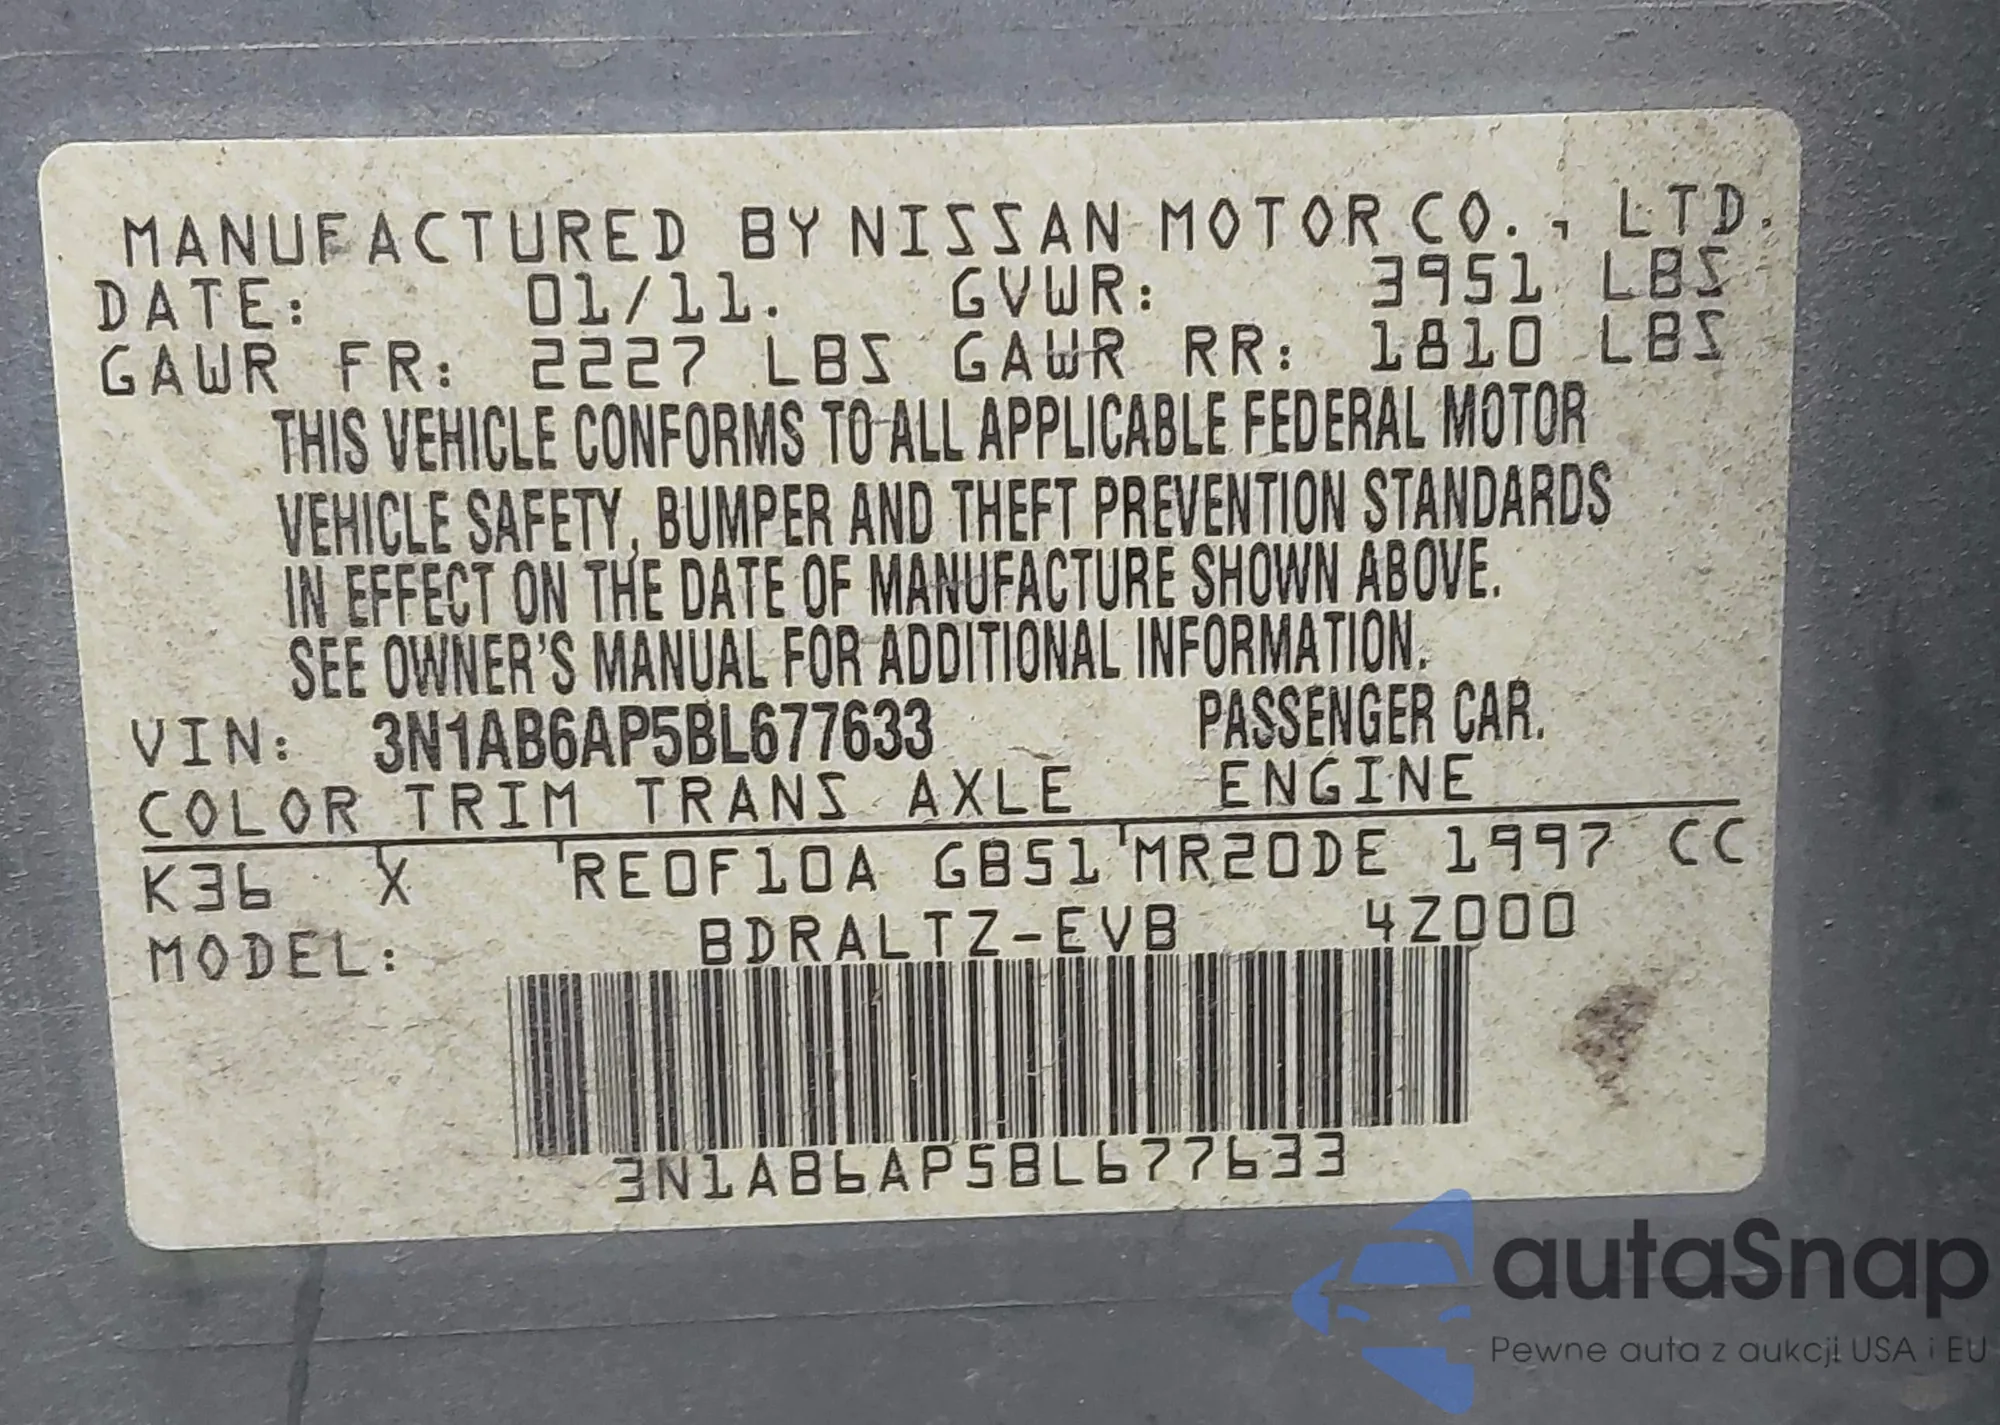 MANUFACTURED BY NISSAN MOTOR CO., LTD.
DATE: 01/11. GVWR: 3951 LBS
GAWR FR: 2227 LBS GAWR RR: 1810 LBS
THIS VEHICLE CONFORMS TO ALL APPLICABLE FEDERAL MOTOR
VEHICLE SAFETY, BUMPER AND THEFT PREVENTION STANDARDS
IN EFFECT ON THE DATE OF MANUFACTURE SHOWN ABOVE.
SEE OWNER'S MANUAL FOR ADDITIONAL INFORMATION.
VIN: 3N1AB6AP5BL677633 PASSENGER CAR.
COLOR TRIM TRANS AXLE ENGINE
K36 X RE0F10A GB51 MR20DE 1997 CC
MODEL: BDRALTZ-EVB 4Z000
3N1AB6AP5BL677633
autaSnap
Pewne auta z aukcji USA i EU